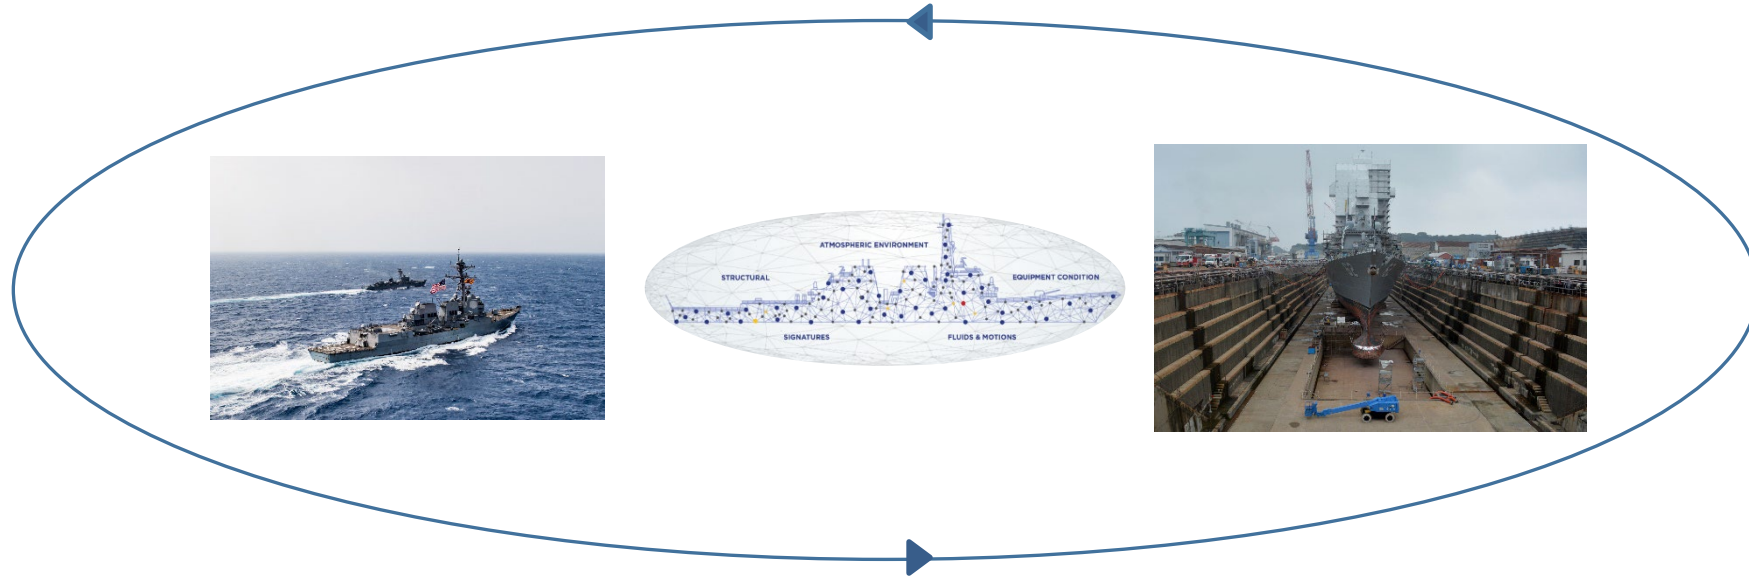 ATMOSPHERIC ENVIRONMENT
STRUCTURAL
EQUIPMENT CONDITION
SIGNATURES
FLUIDS & MOTIONS